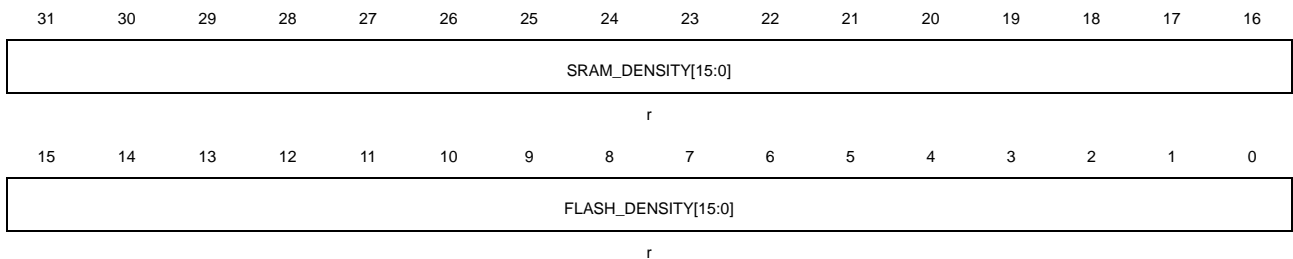 31 30 29 28 27 26 25 24 23 22 21 20 19 18 17 16
SRAM_DENSITY[15:0]
r
15 14 13 12 11 10 9 8 7 6 5 4 3 2 1 0
FLASH_DENSITY[15:0]
r